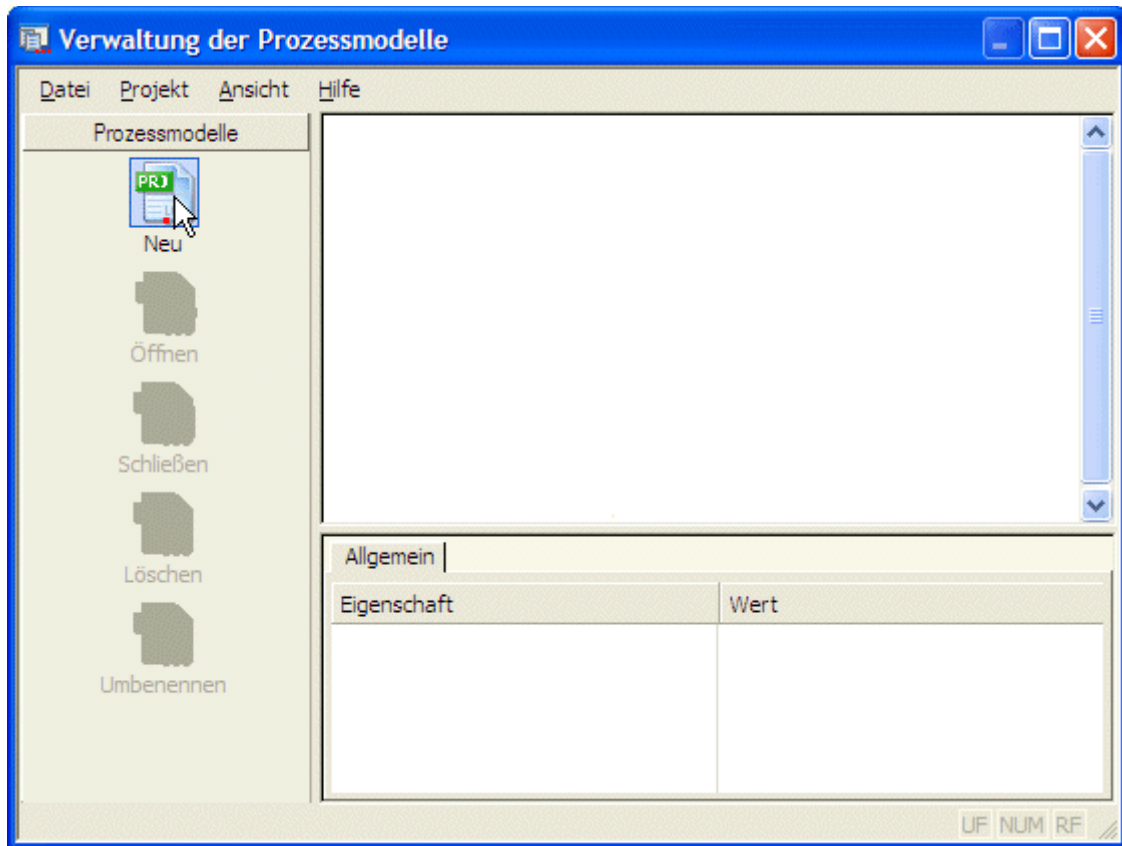 Verwaltung der Prozessmodelle
Datei Projekt Ansicht Hilfe
Prozessmodelle
PRJ
Neu
Öffnen
Schließen
Löschen
Umbenennen
Allgemein
Eigenschaft Wert
UF NUM RF